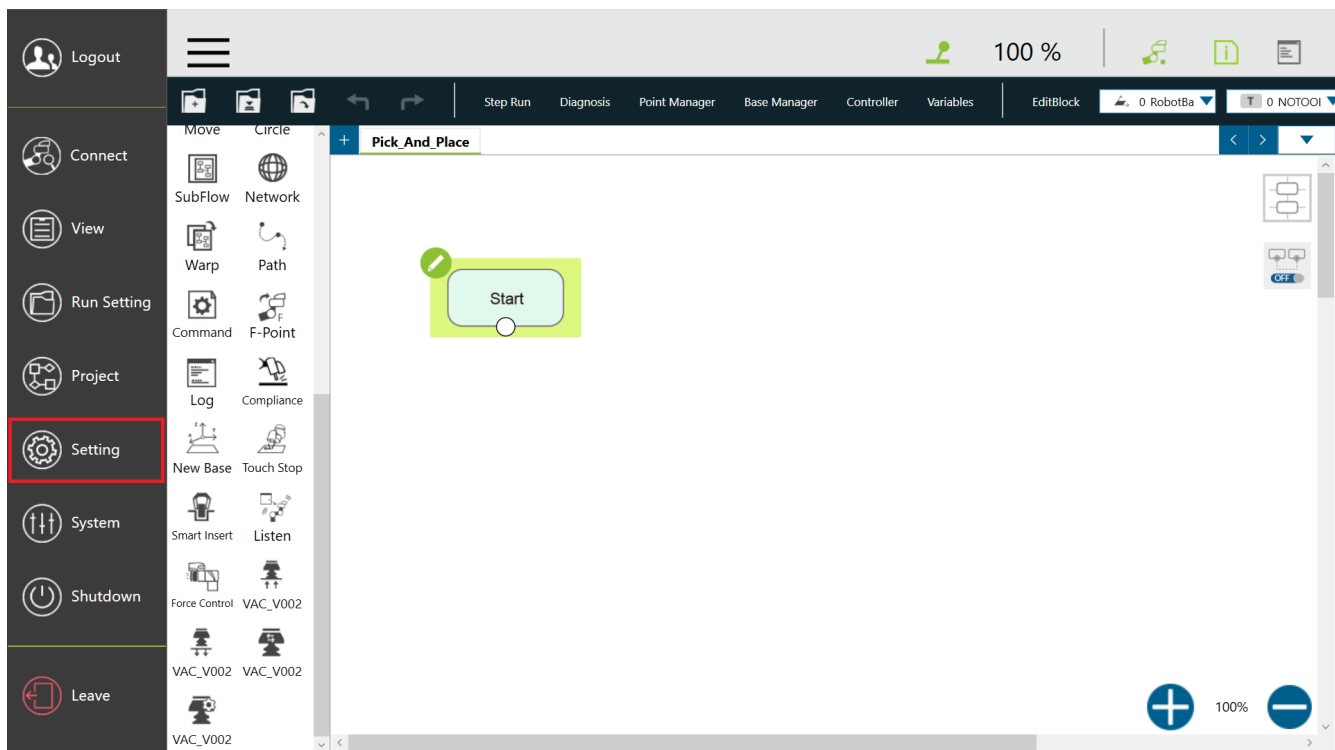 Logout
Connect
View
Run Setting
Project
Setting
System
Shutdown
Leave
100 %
Step Run Diagnosis Point Manager Base Manager Controller Variables EditBlock 0 RobotBa T 0 NOTOOl
Move Circle
SubFlow Network
Warp Path
Command F-Point
Log Compliance
New Base Touch Stop
Smart Insert Listen
Force Control VAC_V002
VAC_V002 VAC_V002
VAC_V002
+ Pick_And_Place
OFF
Start
100%